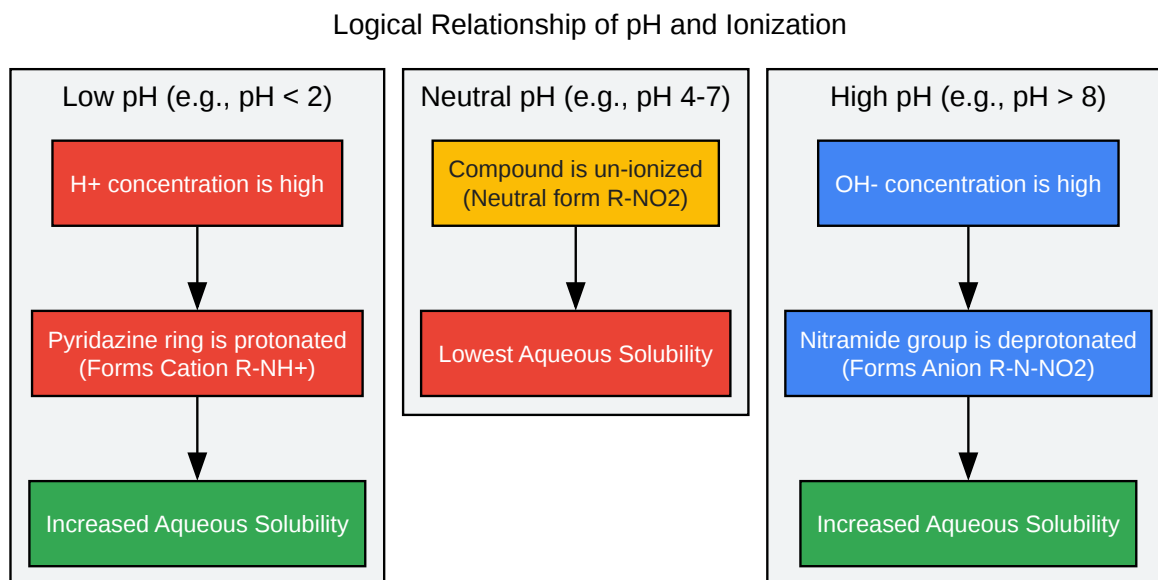 Logical Relationship of pH and Ionization
Low pH (e.g., pH < 2)
H+ concentration is high
Pyridazine ring is protonated
(Forms Cation R-NH+)
Increased Aqueous Solubility
Neutral pH (e.g., pH 4-7)
Compound is un-ionized
(Neutral form R-NO2)
Lowest Aqueous Solubility
High pH (e.g., pH > 8)
OH- concentration is high
Nitramide group is deprotonated
(Forms Anion R-N-NO2)
Increased Aqueous Solubility